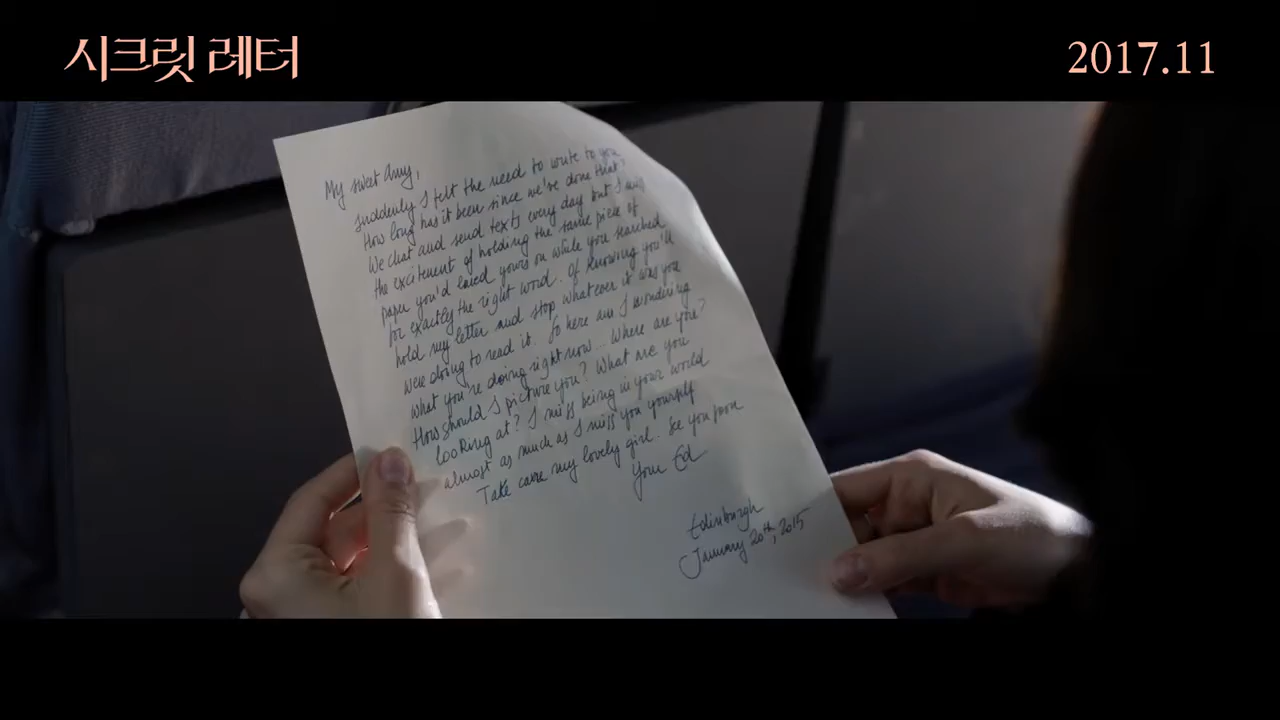 시크릿 레터
2017.11
My sweet Amy,
Suddenly I felt the need to write to you
How long has it been since we've done that?
We chat and send texts every day but I miss
the excitement of holding the same piece of
paper you'd laied yours on while you searched
for exactly the right word. Of knowing you'll
hold my letter and stop whatever it was you
were doing to read it. So here am I wondering
what you're doing right now... Where are you?
How should I picture you? What are you
looking at? I miss being in your world
almost as much as I miss you yourself
Take care my lovely girl. See you soon
Your Ed
Edinburgh
January 20th, 2015